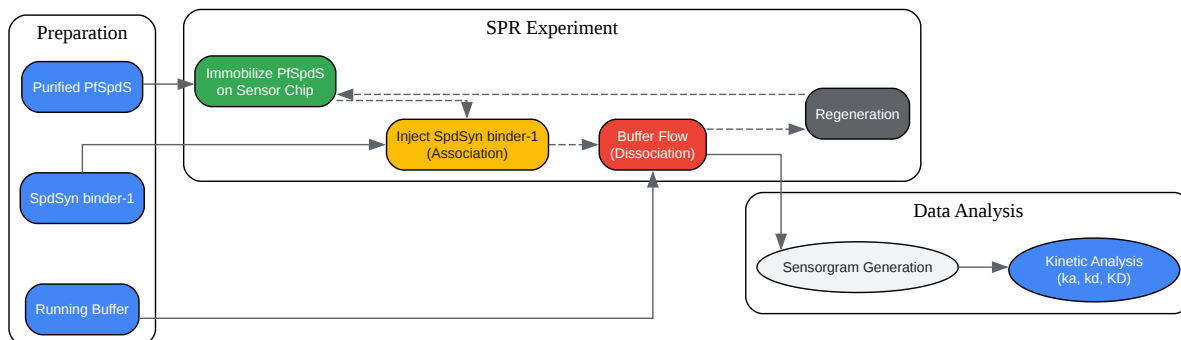 Preparation
Purified PfSpdS
SpdSyn binder-1
Running Buffer
SPR Experiment
Immobilize PfSpdS
on Sensor Chip
Inject SpdSyn binder-1
(Association)
Buffer Flow
(Dissociation)
Regeneration
Data Analysis
Sensorgram Generation
Kinetic Analysis
(ka, kd, KD)